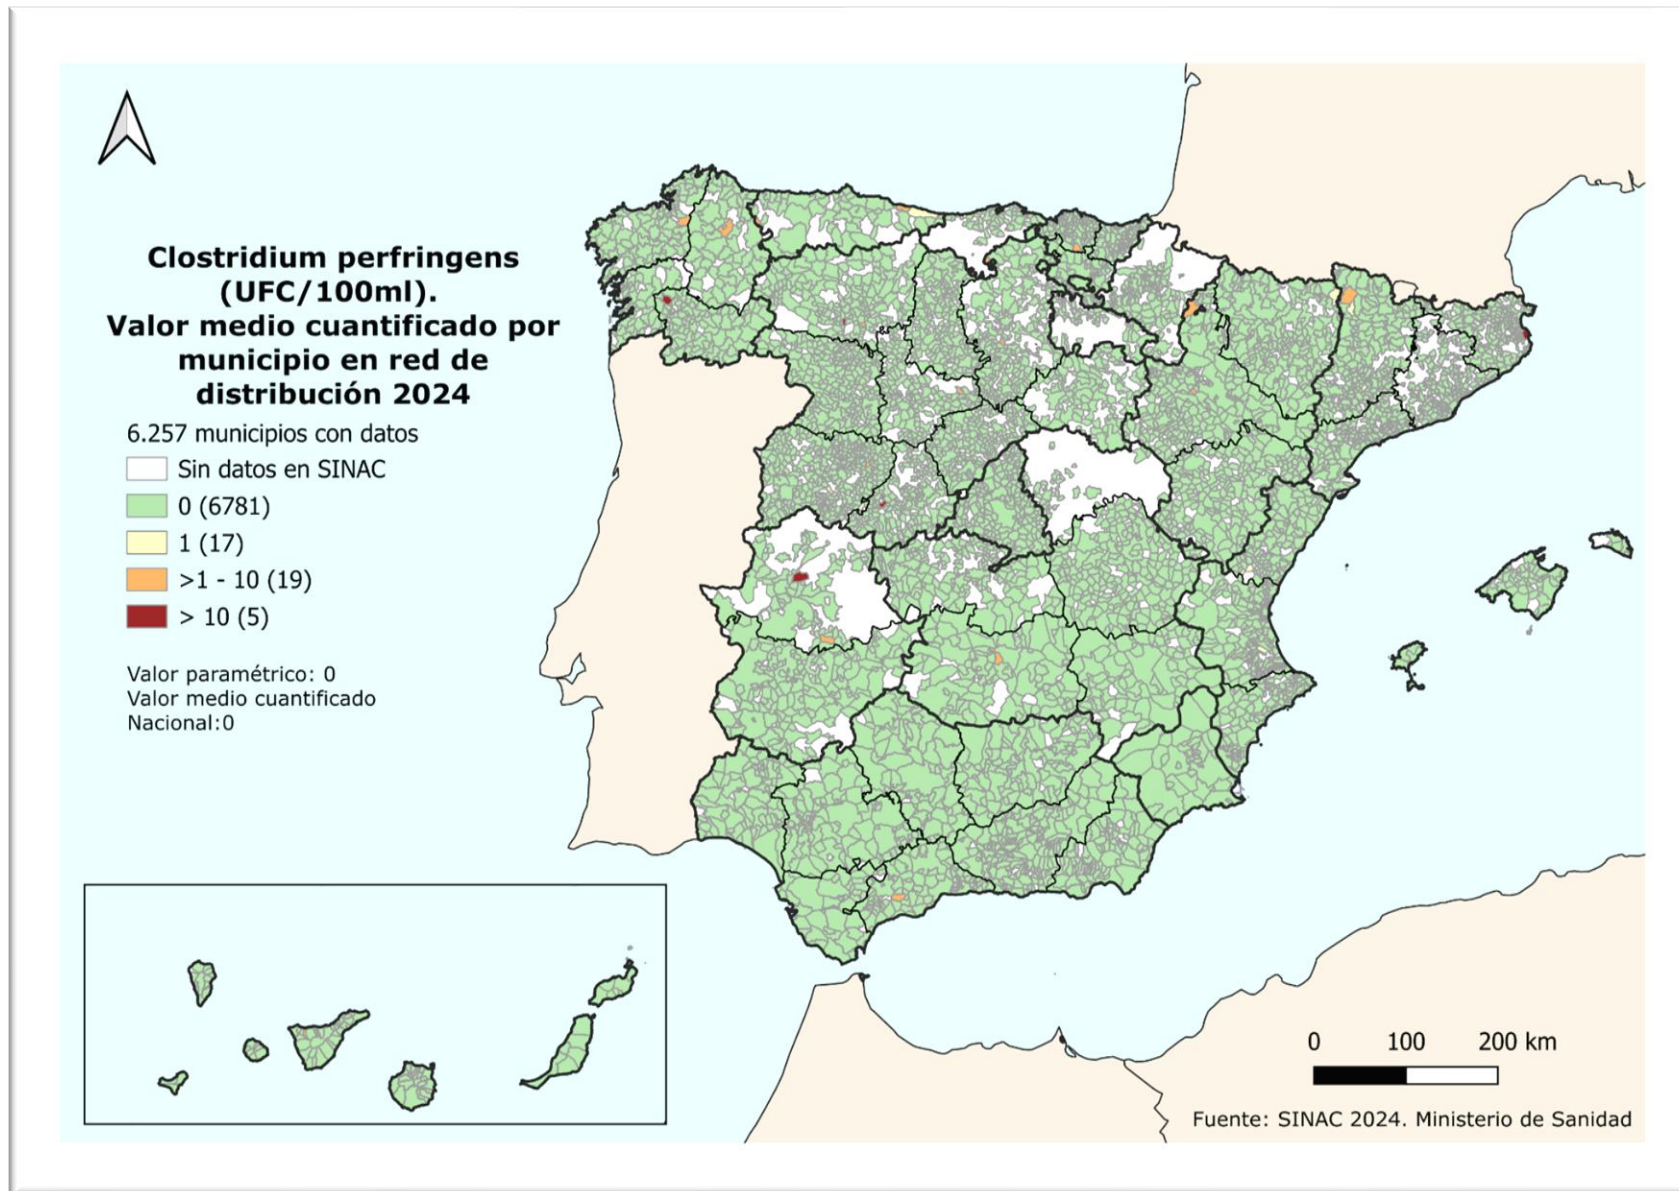 Clostridium perfringens
(UFC/100ml).
Valor medio cuantificado por
municipio en red de
distribución 2024
6.257 municipios con datos
Sin datos en SINAC
0 (6781)
1 (17)
>1 - 10 (19)
> 10 (5)
Valor paramétrico: 0
Valor medio cuantificado
Nacional:0
0 100 200 km
Fuente: SINAC 2024. Ministerio de Sanidad